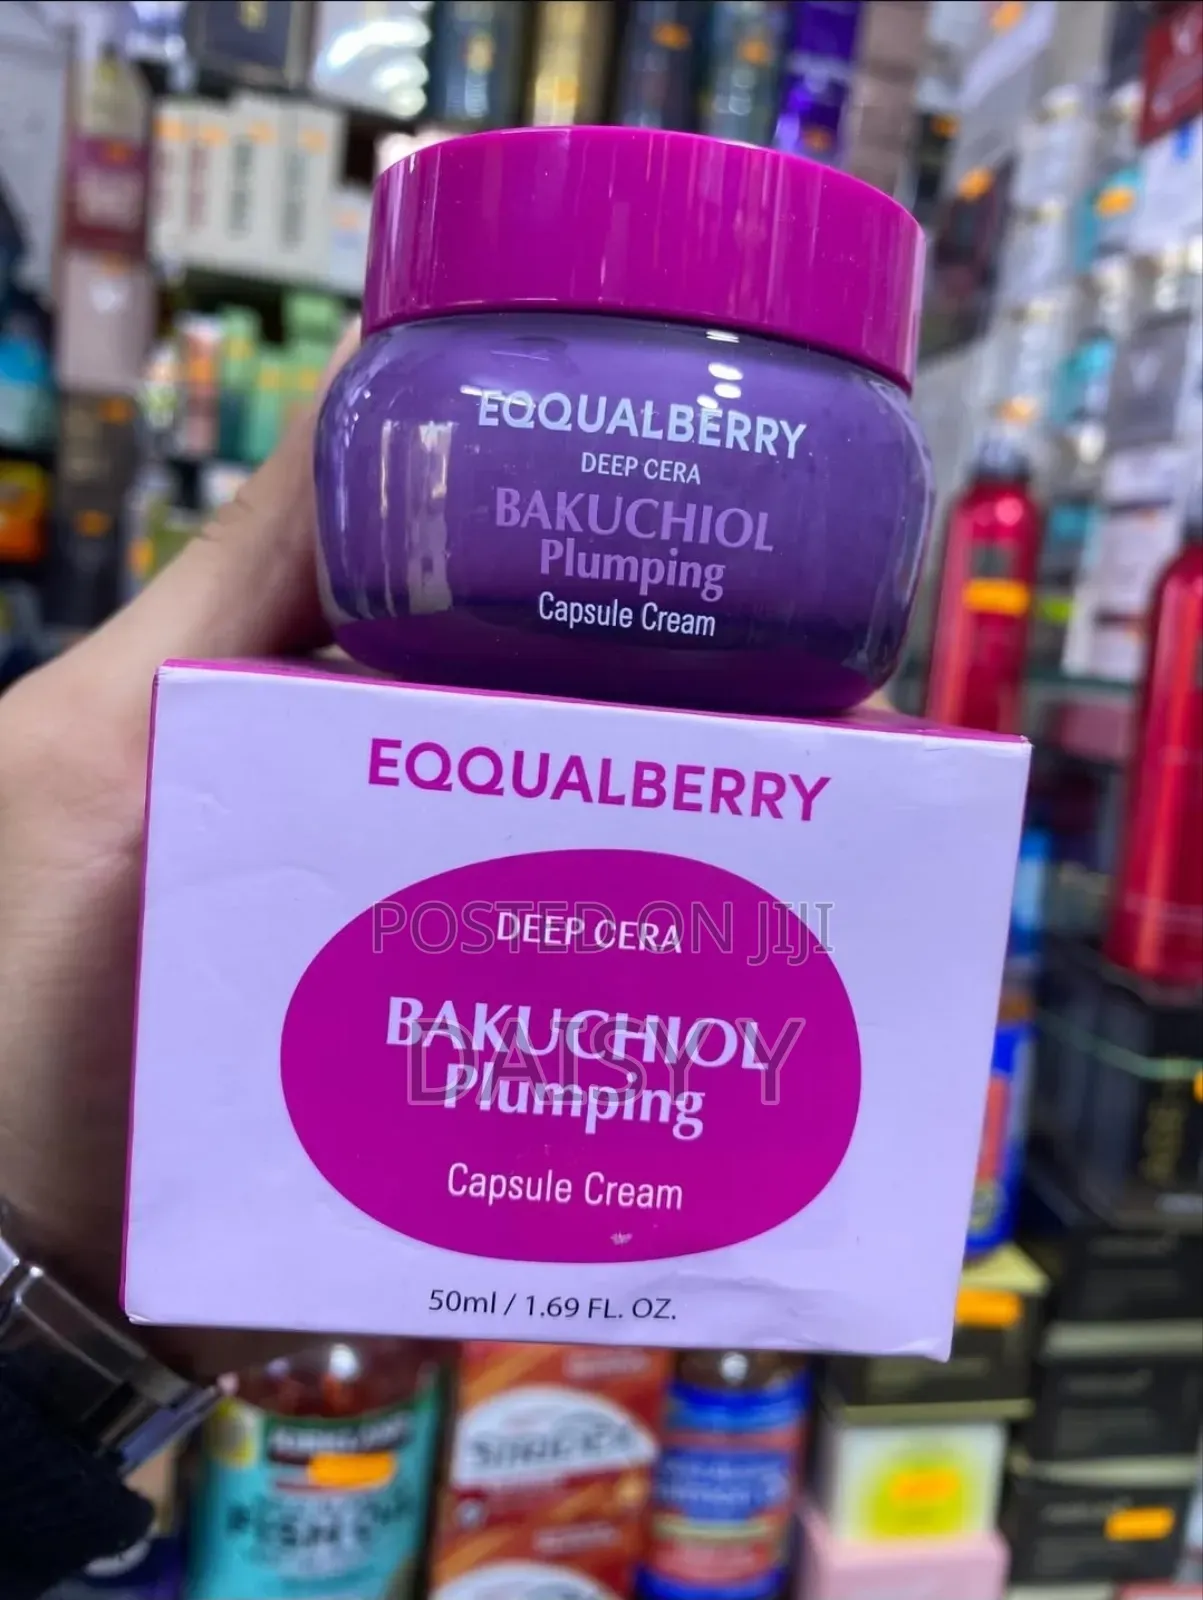 EQQUALBERRY
DEEP CERA
BAKUCHIOL
Plumping
Capsule Cream
EQQUALBERRY
DEEP CERA
POSTED ON JIJI
BAKUCHIOL
DAISY Y
Plumping
Capsule Cream
50ml / 1.69 FL. OZ.